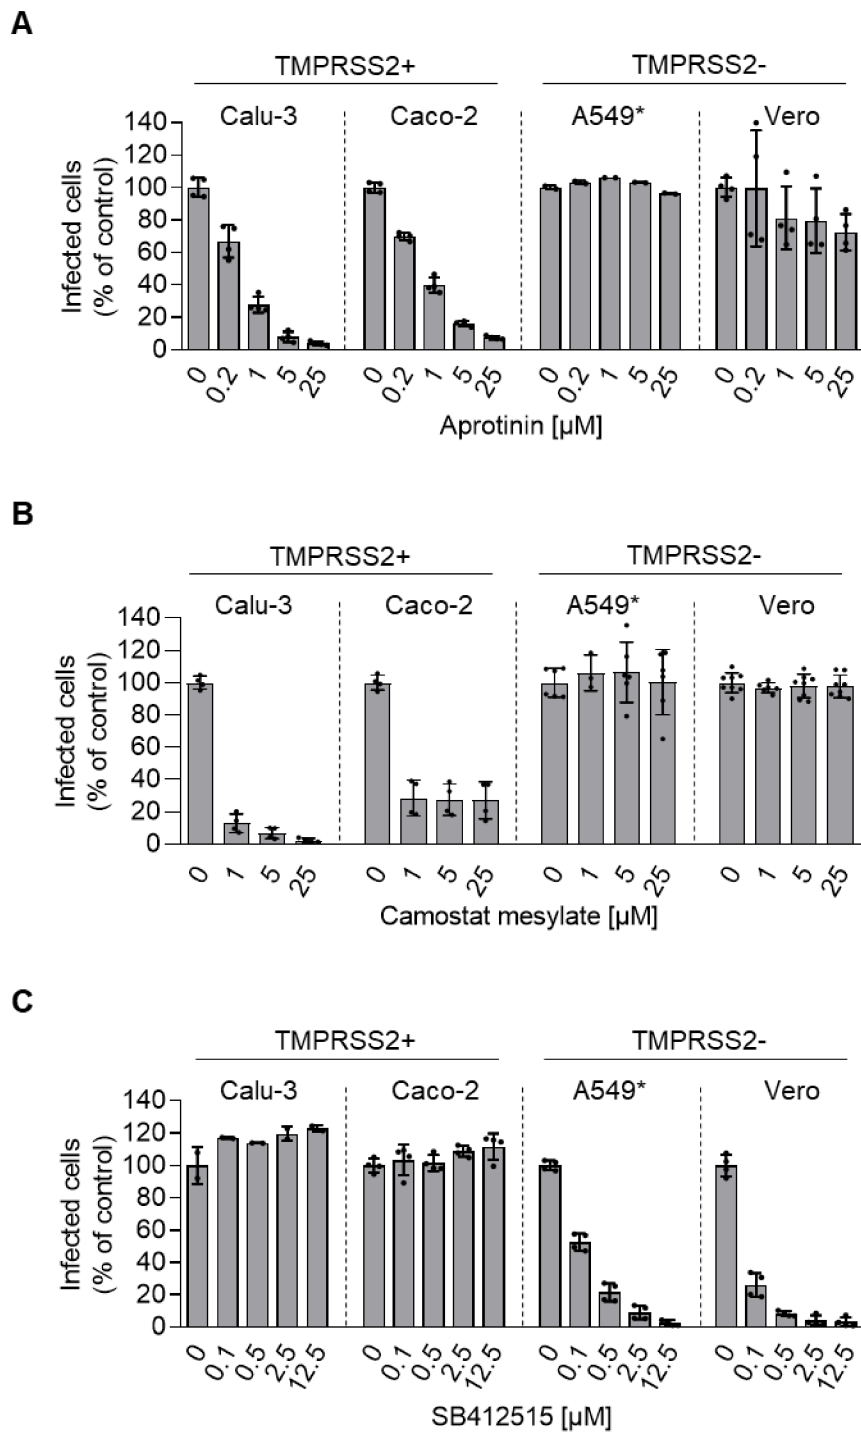 A
TMPRSS2+ TMPRSS2-
Calu-3 Caco-2 A549* Vero
140
120
100
80
60
40
20
0
Infected cells
(% of control)
0 0.2 1 5 25 0 0.2 1 5 25 0 0.2 1 5 25 0 0.2 1 5 25
Aprotinin [µM]
B
TMPRSS2+ TMPRSS2-
Calu-3 Caco-2 A549* Vero
140
120
100
80
60
40
20
0
Infected cells
(% of control)
0 1 5 25 0 1 5 25 0 1 5 25 0 1 5 25
Camostat mesylate [µM]
C
TMPRSS2+ TMPRSS2-
Calu-3 Caco-2 A549* Vero
140
120
100
80
60
40
20
0
Infected cells
(% of control)
0 0.1 0.5 2.5 12.5 0 0.1 0.5 2.5 12.5 0 0.1 0.5 2.5 12.5 0 0.1 0.5 2.5 12.5
SB412515 [µM]